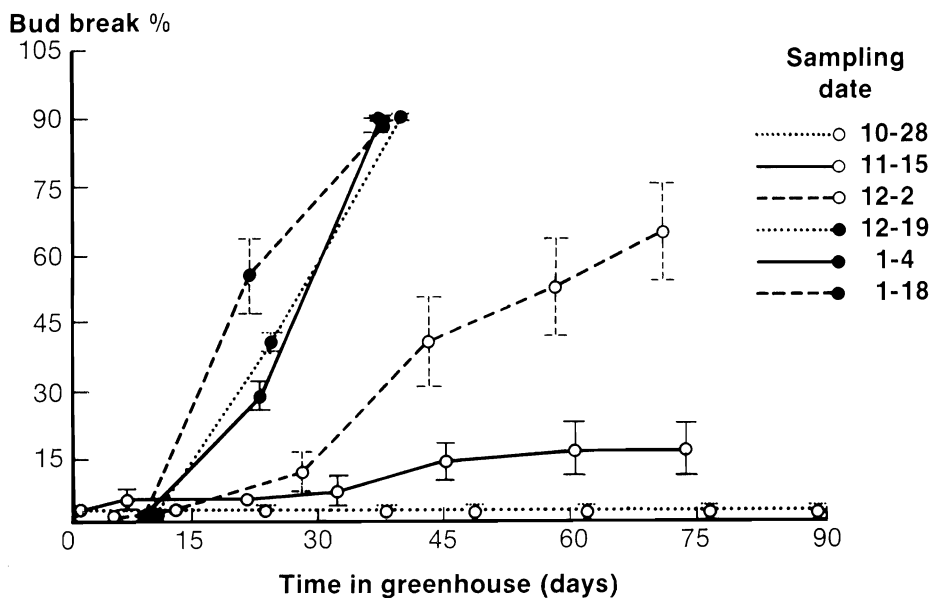 Bud break %
105
90
75
60
45
30
15
0 15 30 45 60 75 90
Time in greenhouse (days)
Sampling
date
10-28
11-15
12-2
12-19
1-4
1-18